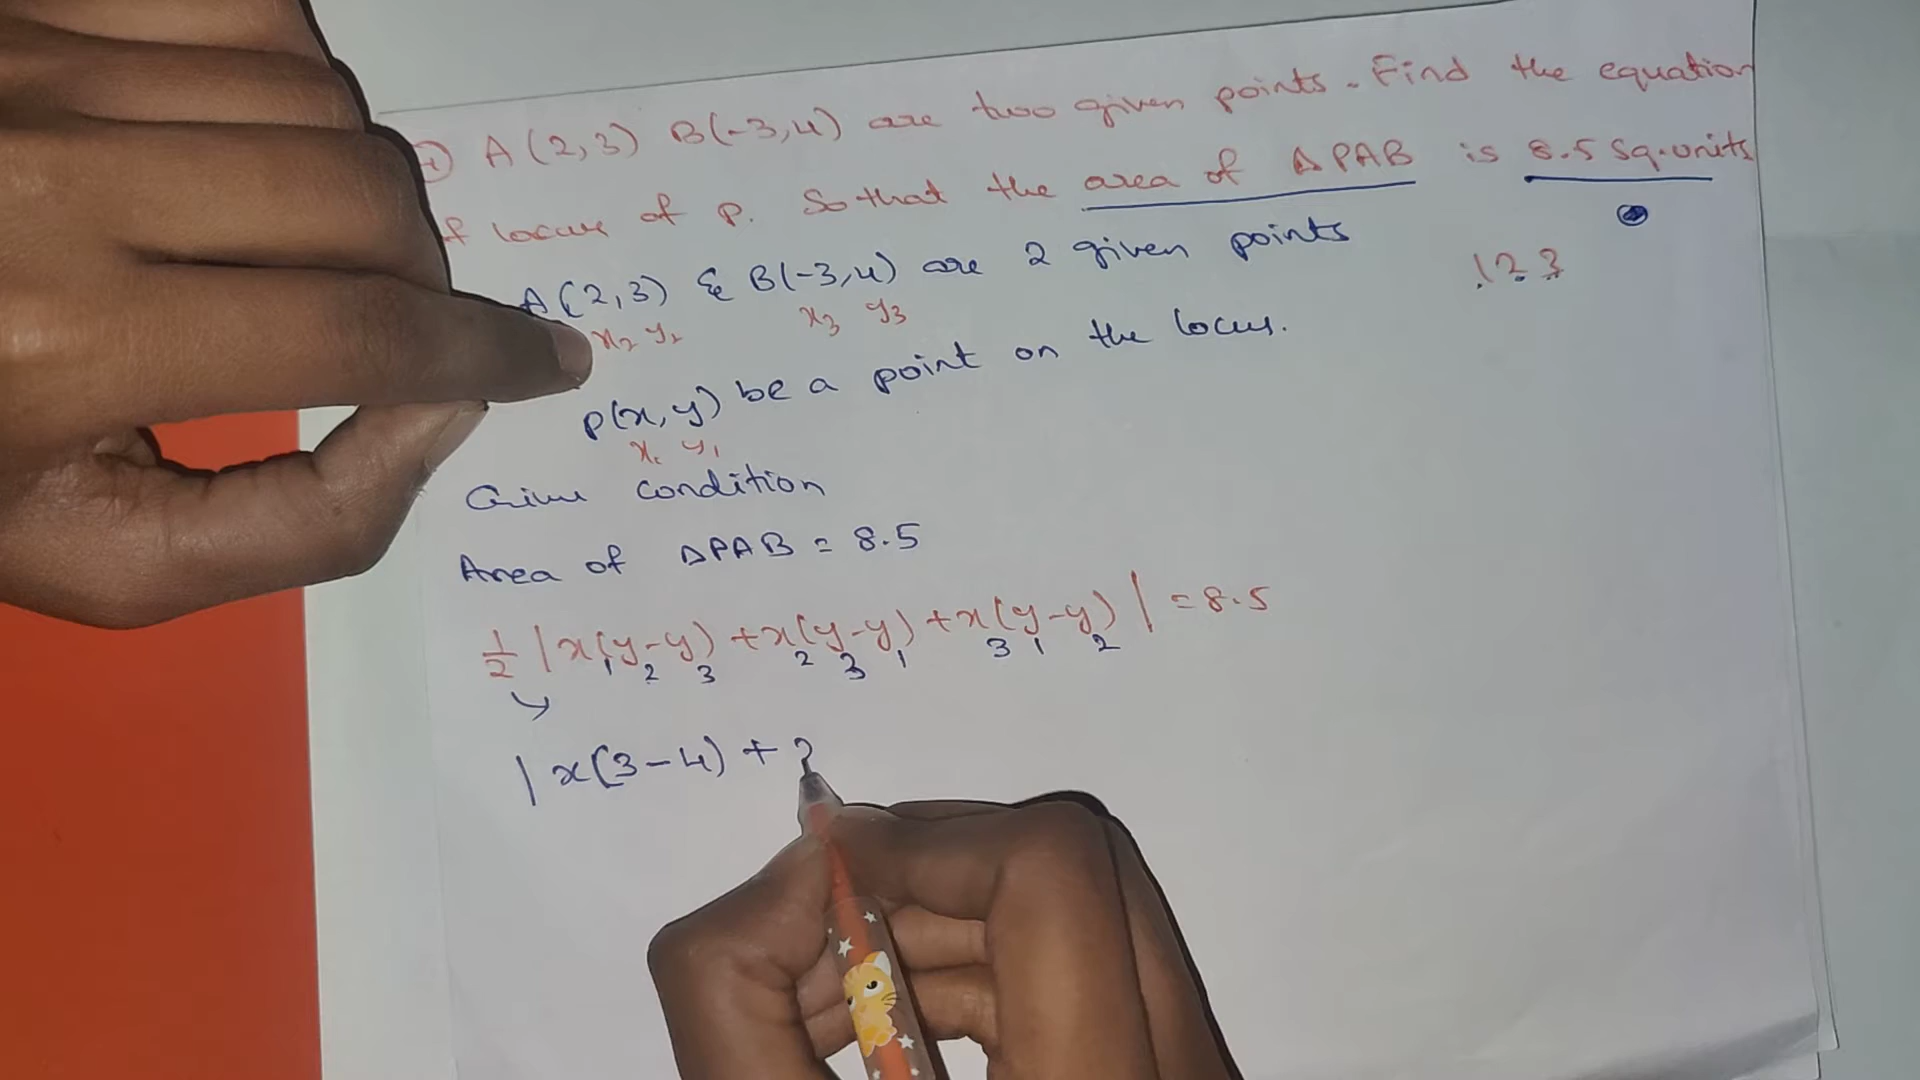 A(2,3) B(-3,4) are two given points. Find the equation
of locus of P. So that the area of ΔPAB is 8.5 Sq.units
A(2,3) & B(-3,4) are 2 given points
x₂ y₂ x₃ y₃
1 2 3
P(x,y) be a point on the locus.
x₁ y₁
Given condition
Area of ΔPAB = 8.5
1/2 |x₁(y₂-y₃) + x₂(y₃-y₁) + x₃(y₁-y₂)| = 8.5
| x(3-4) + 2